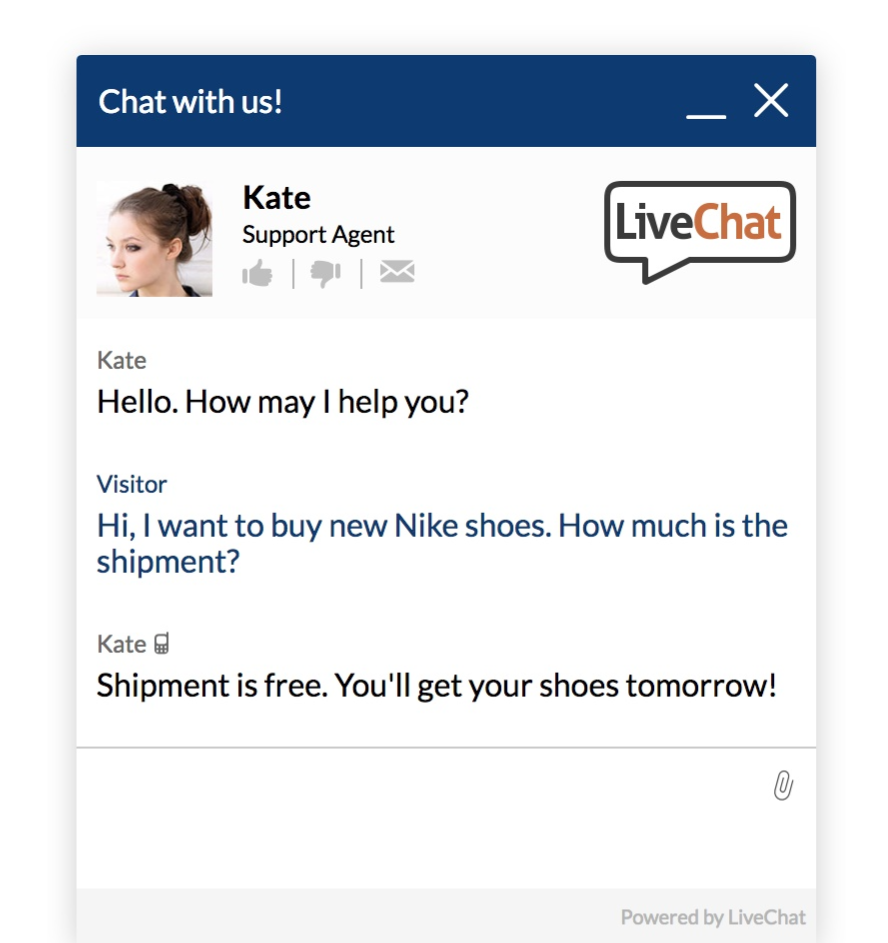 Chat with us!
Kate
Support Agent
LiveChat
Kate
Hello. How may I help you?
Visitor
Hi, I want to buy new Nike shoes. How much is the
shipment?
Kate
Shipment is free. You'll get your shoes tomorrow!
Powered by LiveChat